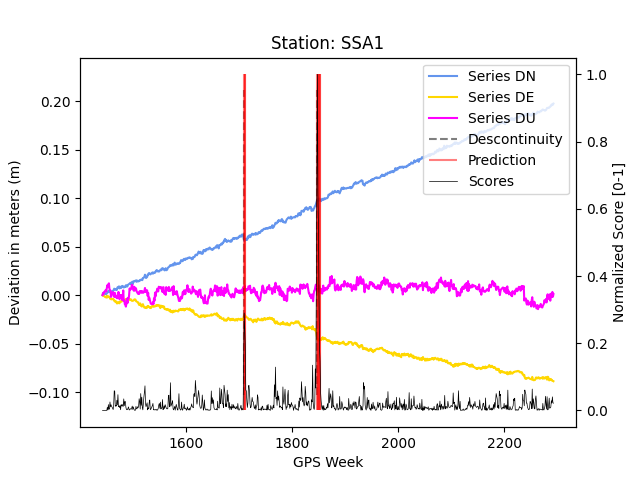 Station: SSA1
Series DN
Series DE
Series DU
Descontinuity
Prediction
Scores
Deviation in meters (m)
0.20
0.15
0.10
0.05
0.00
−0.05
−0.10
1.0
0.8
0.6
0.4
0.2
0.0
Normalized Score [0-1]
1600
1800
2000
2200
GPS Week